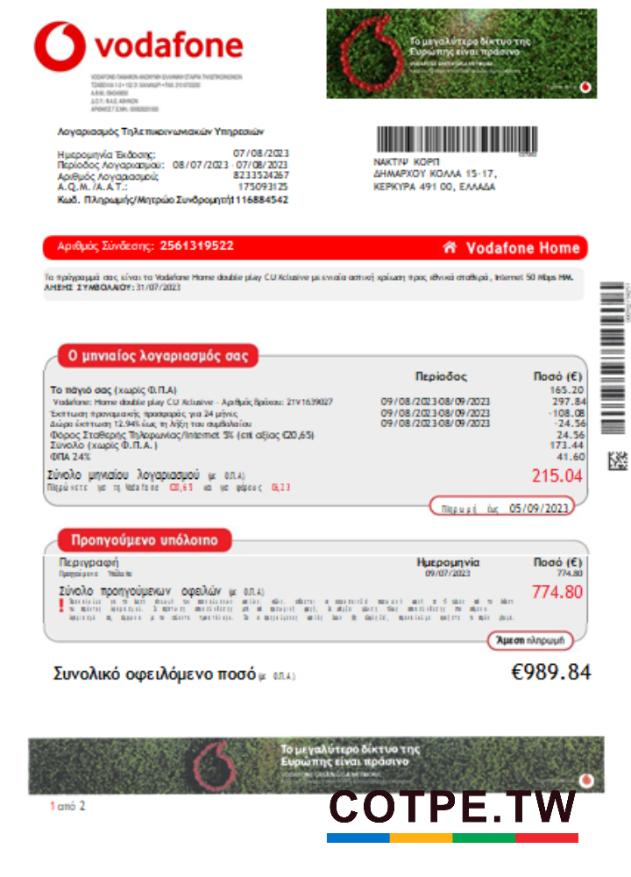 vodafone
Το μεγαλύτερο δίκτυο της
Ευρώπης είναι πράσινο
Λογαριασμός Τηλεπικοινωνιακών Υπηρεσιών
Ημερομηνία Έκδοσης: 07/08/2023
Περίοδος Λογαριασμού: 08/07/2023 - 07/08/2023
Αριθμός Λογαριασμού: 8233524267
Α.Q.Μ./Α.Α.Τ.: 175093125
Κωδ. Πληρωμής/Μητρώο Συνδρομητή: 1116884542
ΝΑΚΤΙΨ ΚΟΡΠ
ΔΗΜΑΡΧΟΥ ΚΟΛΛΑ 15-17,
ΚΕΡΚΥΡΑ 491 00, ΕΛΛΑΔΑ
Αριθμός Σύνδεσης: 2561319522
Vodafone Home
Το πρόγραμμά σας είναι το Vodafone Home double play CU Xclusive με ενιαία αστική χρέωση προς εθνικά σταθερά, Internet 50 Mbps ΗΜ.
ΛΗΞΗΣ ΣΥΜΒΟΛΑΙΟΥ: 31/07/2023
Ο μηνιαίος λογαριασμός σας
Περίοδος Ποσό (€)
Το πάγιό σας (χωρίς Φ.Π.Α) 165.20
Vodafone: Home double play CU Xclusive - Αριθμός Βρόχου: 21V1639027 09/08/2023-08/09/2023 297.84
Έκπτωση προνομιακής προσφοράς για 24 μήνες 09/08/2023-08/09/2023 -108.08
Δώρο έκπτωση 12.94% έως τη λήξη του συμβολαίου 09/08/2023-08/09/2023 -24.56
Φόρος Σταθερής Τηλεφωνίας/Internet 5% (επί αξίας €20,65) 24.56
Σύνολο (χωρίς Φ.Π.Α.) 173.44
ΦΠΑ 24% 41.60
Σύνολο μηνιαίου λογαριασμού (με Φ.Π.Α) 215.04
Πληρώνετε για τη Vodafone €20,65 και για φόρους €6,23
Πληρωμή έως 05/09/2023
Προηγούμενο υπόλοιπο
Περιγραφή Ημερομηνία Ποσό (€)
Προηγούμενο Υπόλοιπο 09/07/2023 774.80
Σύνολο προηγούμενων οφειλών (με Φ.Π.Α) 774.80
Άμεση πληρωμή
Συνολικό οφειλόμενο ποσό (με Φ.Π.Α) €989.84
Το μεγαλύτερο δίκτυο της
Ευρώπης είναι πράσινο
1 από 2
COTPE.TW